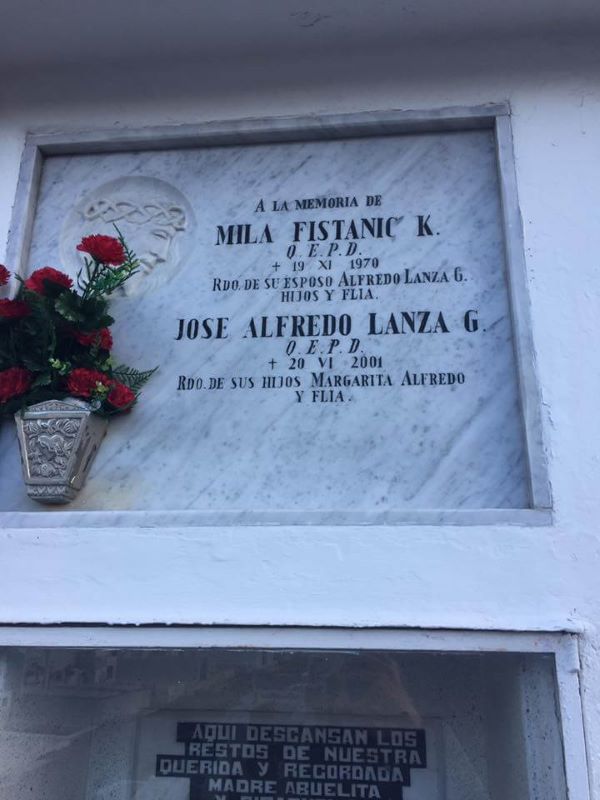 A LA MEMORIA DE
MILA FISTANIC K.
Q.E.P.D.
+ 19 XI 1970
RDO. DE SU ESPOSO ALFREDO LANZA G.
HIJOS Y FLIA.
JOSE ALFREDO LANZA G.
Q.E.P.D.
+ 20 VI 2001
RDO. DE SUS HIJOS MARGARITA ALFREDO
Y FLIA.
AQUI DESCANSAN LOS
RESTOS DE NUESTRA
QUERIDA Y RECORDADA
MADRE ABUELITA
Y